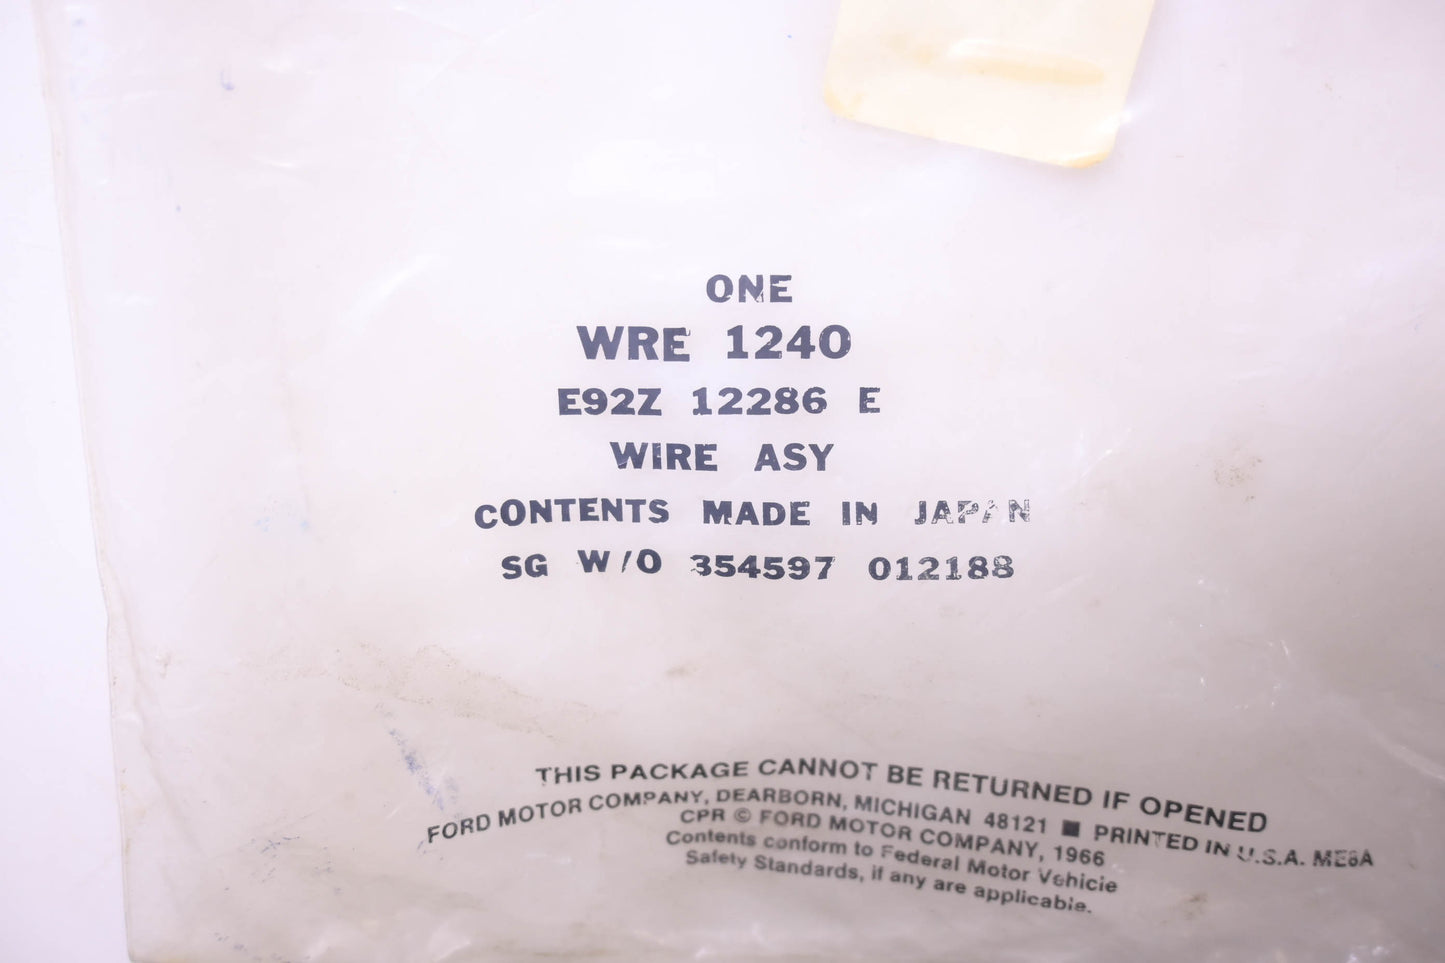 ONE
WRE 1240
E92Z 12286 E
WIRE ASY
CONTENTS MADE IN JAPAN
SG W/O 354597 012188
THIS PACKAGE CANNOT BE RETURNED IF OPENED
FORD MOTOR COMPANY, DEARBORN, MICHIGAN 48121 ■ PRINTED IN U.S.A. ME6A
CPR © FORD MOTOR COMPANY, 1966
Contents conform to Federal Motor Vehicle
Safety Standards, if any are applicable.